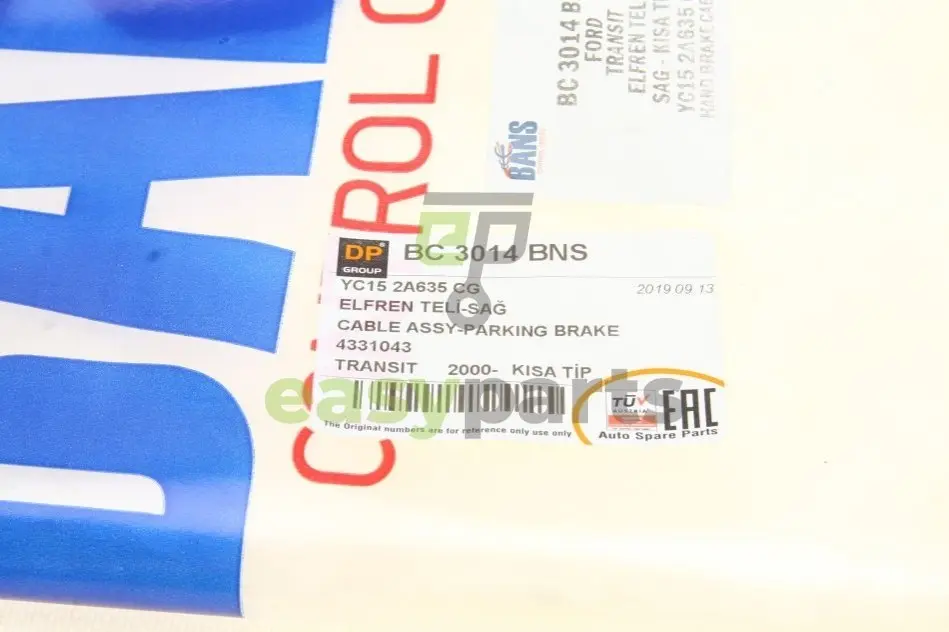 BC 3014 B
FORD
TRANSIT
ELFREN TELİ
SAĞ - KISA Tİ
YC15 2A635
HAND BRAKE CAB
BANS
DP
GROUP
BC 3014 BNS
YC15 2A635 CG
2019.09.13
ELFREN TELİ-SAĞ
CABLE ASSY-PARKING BRAKE
4331043
TRANSIT 2000- KISA TİP
easyparts
TÜV
AUSTRIA
EAC
Auto Spare Parts
The Original numbers are for reference only use only